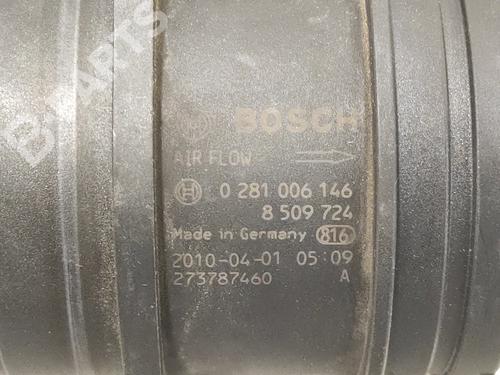 B-PARTS
BOSCH
AIR FLOW
0 281 006 146
8 509 724
Made in Germany 816
2010-04-01 05:09
273787460 A